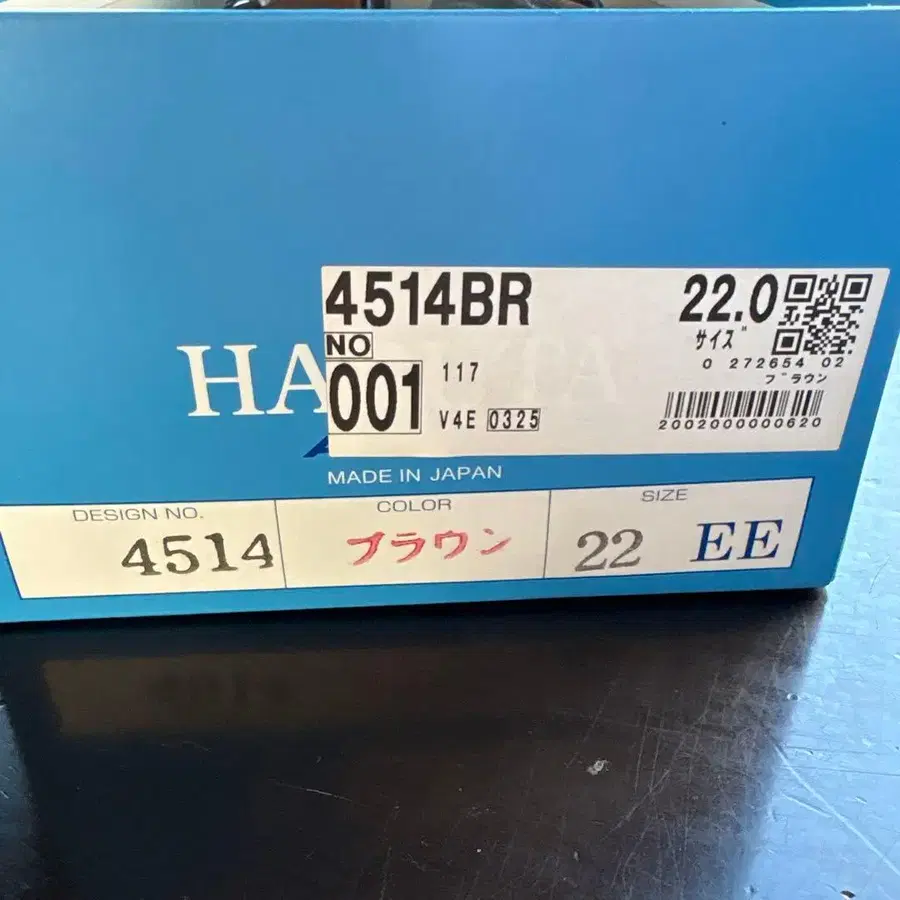 4514BR
22.0
サイズ
NO
001
117
V4E 0325
0 272654 02
ブラウン
2002000000620
HA
MADE IN JAPAN
DESIGN NO.
4514
COLOR
ブラウン
SIZE
22 EE